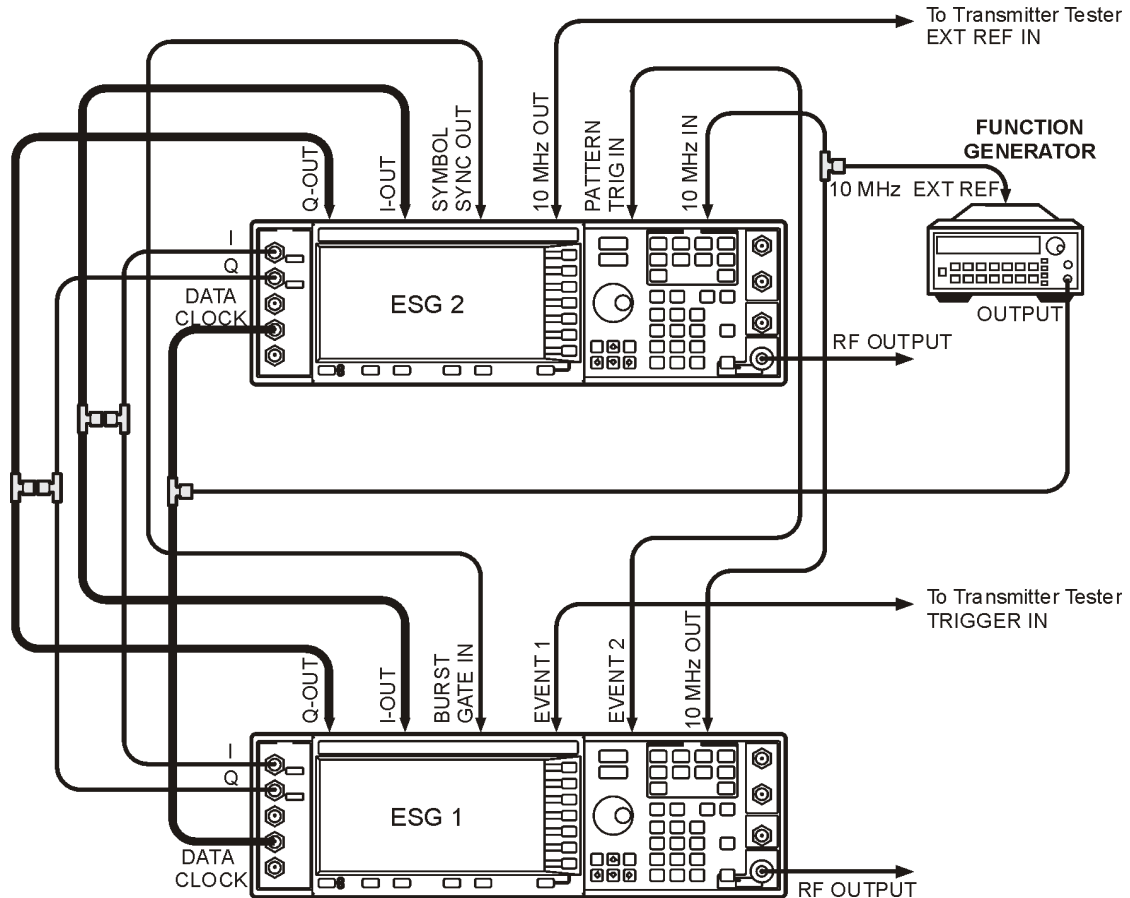 To Transmitter Tester
EXT REF IN
Q-OUT
I-OUT
SYMBOL
SYNC OUT
10 MHz OUT
PATTERN
TRIG IN
10 MHz IN
FUNCTION
GENERATOR
10 MHz EXT REF
I
Q
DATA
CLOCK
ESG 2
OUTPUT
RF OUTPUT
To Transmitter Tester
TRIGGER IN
Q-OUT
I-OUT
BURST
GATE IN
EVENT 1
EVENT 2
10 MHz OUT
I
Q
ESG 1
DATA
CLOCK
RF OUTPUT